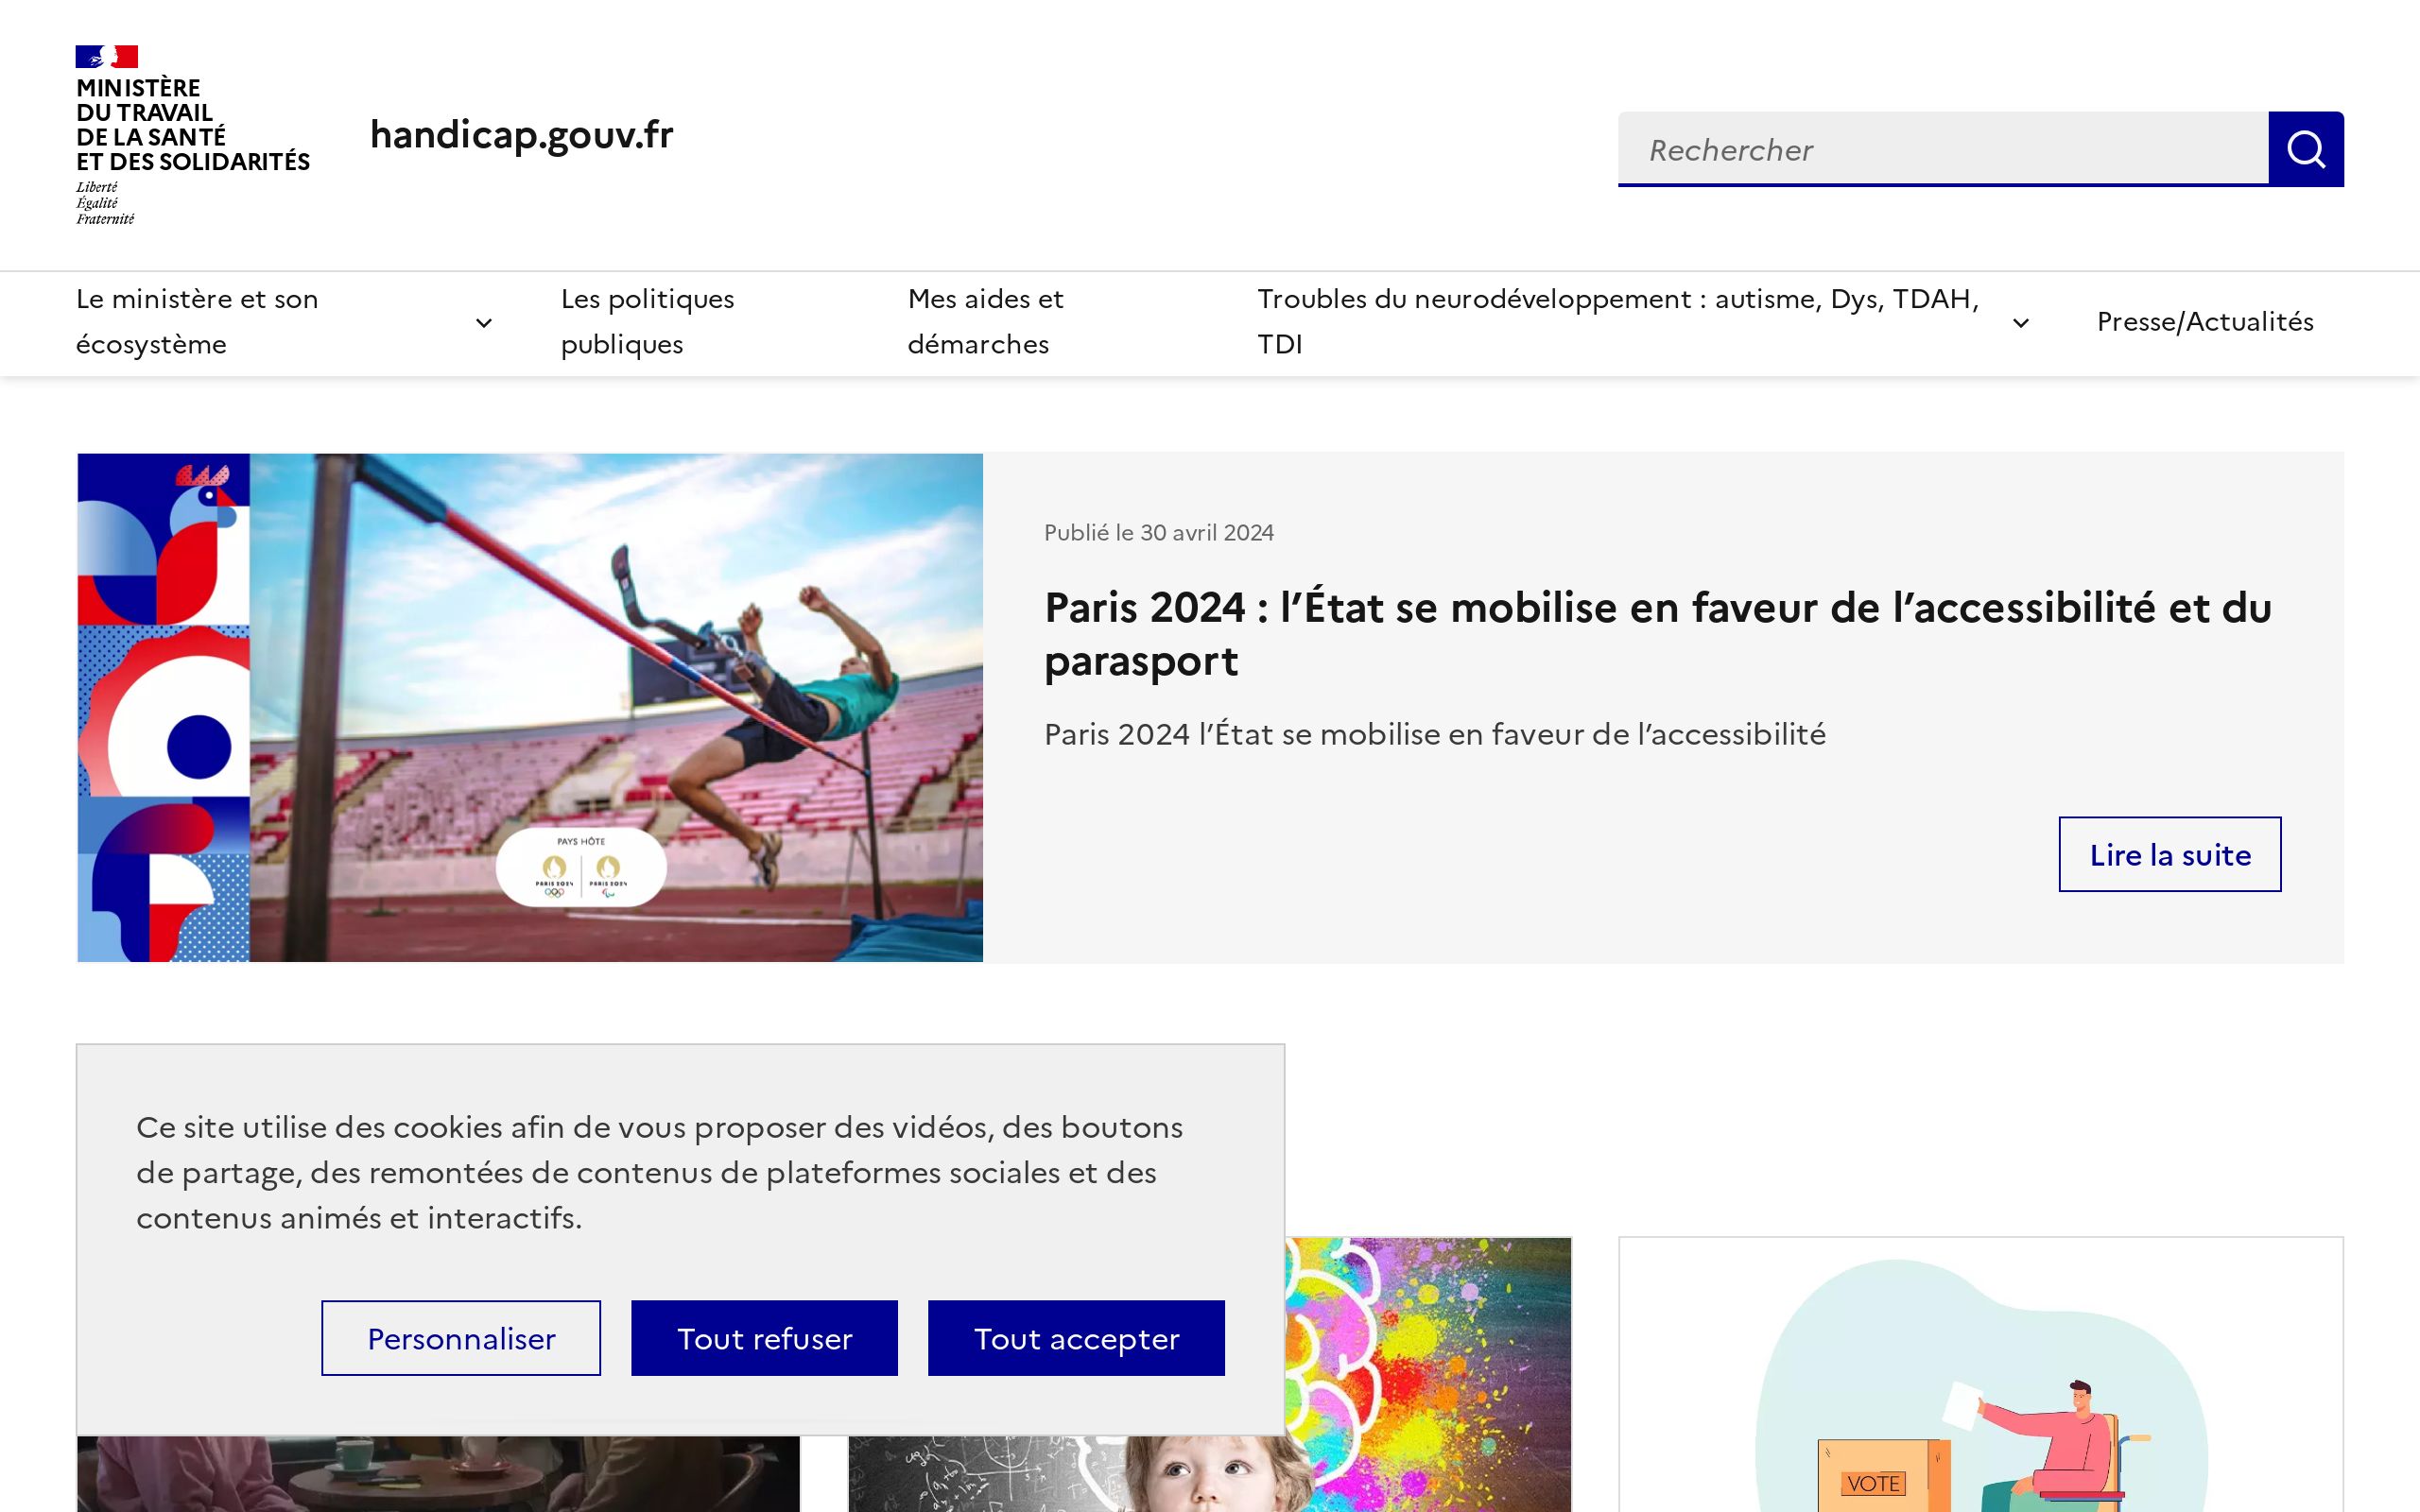 MINISTÈRE
DU TRAVAIL
DE LA SANTÉ
ET DES SOLIDARITÉS
Liberté
Égalité
Fraternité
handicap.gouv.fr
Rechercher
Le ministère et son
écosystème
Les politiques
publiques
Mes aides et
démarches
Troubles du neurodéveloppement : autisme, Dys, TDAH,
TDI
Presse/Actualités
PAYS HÔTE
PARIS 2024
PARIS 2024
Publié le 30 avril 2024
Paris 2024 : l’État se mobilise en faveur de l’accessibilité et du
parasport
Paris 2024 l’État se mobilise en faveur de l’accessibilité
Lire la suite
Ce site utilise des cookies afin de vous proposer des vidéos, des boutons
de partage, des remontées de contenus de plateformes sociales et des
contenus animés et interactifs.
Personnaliser
Tout refuser
Tout accepter
VOTE